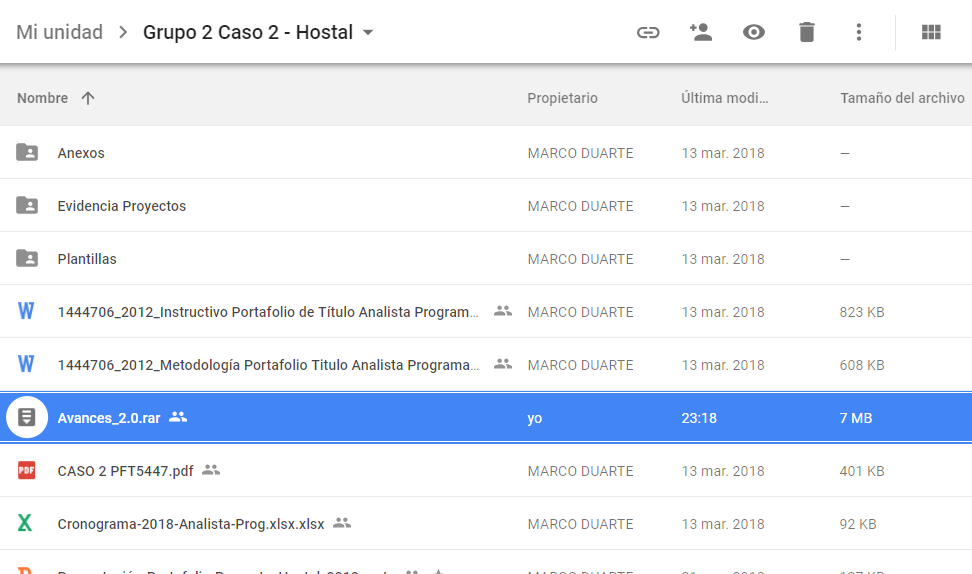 Mi unidad > Grupo 2 Caso 2 - Hostal
Nombre Propietario Última modi... Tamaño del archivo
Anexos MARCO DUARTE 13 mar. 2018 —
Evidencia Proyectos MARCO DUARTE 13 mar. 2018 —
Plantillas MARCO DUARTE 13 mar. 2018 —
W 1444706_2012_Instructivo Portafolio de Título Analista Program... MARCO DUARTE 13 mar. 2018 823 KB
W 1444706_2012_Metodología Portafolio Titulo Analista Programa... MARCO DUARTE 13 mar. 2018 608 KB
Avances_2.0.rar yo 23:18 7 MB
PDF CASO 2 PFT5447.pdf MARCO DUARTE 13 mar. 2018 401 KB
X Cronograma-2018-Analista-Prog.xlsx.xlsx MARCO DUARTE 13 mar. 2018 92 KB